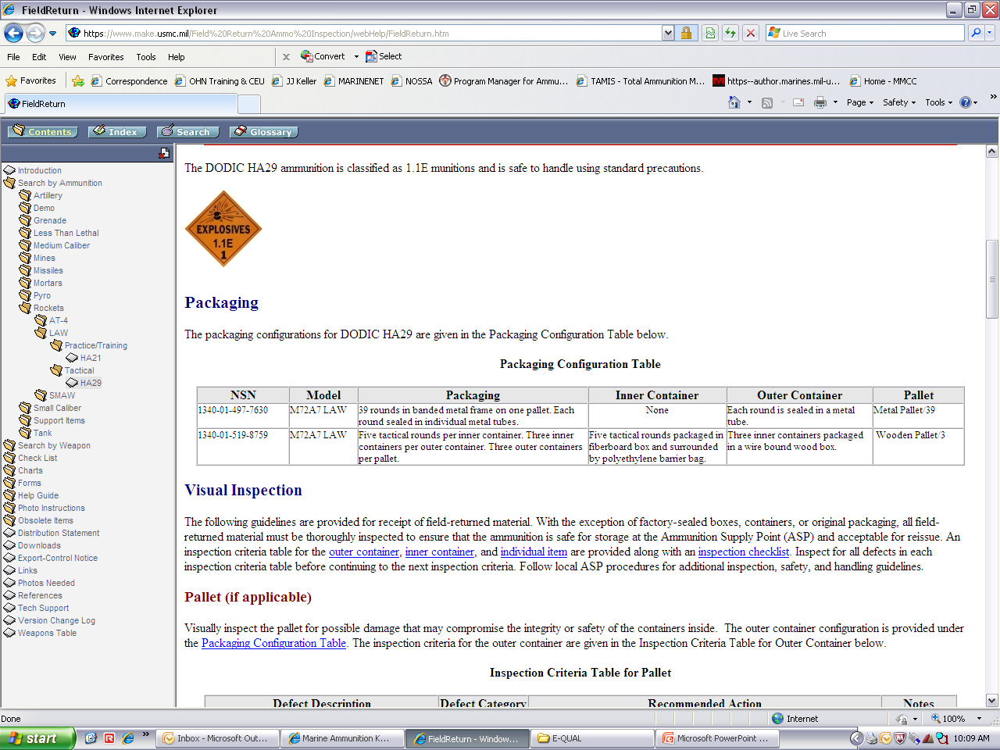 FieldReturn - Windows Internet Explorer
https://www.make.usmc.mil/Field%20Return%20Ammo%20Inspection/webHelp/FieldReturn.htm
Live Search
File Edit View Favorites Tools Help
x Convert Select
Favorites Correspondence OHN Training & CEU JJ Keller MARINENET NOSSA Program Manager for Ammu... TAMIS - Total Ammunition M... https--author.marines.mil-u... Home - MMCC
FieldReturn
Page Safety Tools
Contents Index Search Glossary
Introduction
Search by Ammunition
Artillery
Demo
Grenade
Less Than Lethal
Medium Caliber
Mines
Missiles
Mortars
Pyro
Rockets
AT-4
LAW
Practice/Training
HA21
Tactical
HA29
SMAW
Small Caliber
Support Items
Tank
Search by Weapon
Check List
Charts
Forms
Help Guide
Photo Instructions
Obsolete Items
Distribution Statement
Downloads
Export-Control Notice
Links
Photos Needed
References
Tech Support
Version Change Log
Weapons Table
The DODIC HA29 ammunition is classified as 1.1E munitions and is safe to handle using standard precautions.
EXPLOSIVES
1.1E
1
Packaging
The packaging configurations for DODIC HA29 are given in the Packaging Configuration Table below.
Packaging Configuration Table
NSN Model Packaging Inner Container Outer Container Pallet
1340-01-497-7630 M72A7 LAW 39 rounds in banded metal frame on one pallet. Each None Each round is sealed in a metal Metal Pallet/39
round sealed in individual metal tubes. tube.
1340-01-519-8759 M72A7 LAW Five tactical rounds per inner container. Three inner Five tactical rounds packaged in Three inner containers packaged Wooden Pallet/3
containers per outer container. Three outer containers fiberboard box and surrounded in a wire bound wood box.
per pallet. by polyethylene barrier bag.
Visual Inspection
The following guidelines are provided for receipt of field-returned material. With the exception of factory-sealed boxes, containers, or original packaging, all field-
returned material must be thoroughly inspected to ensure that the ammunition is safe for storage at the Ammunition Supply Point (ASP) and acceptable for reissue. An
inspection criteria table for the outer container, inner container, and individual item are provided along with an inspection checklist. Inspect for all defects in each
inspection criteria table before continuing to the next inspection criteria. Follow local ASP procedures for additional inspection, safety, and handling guidelines.
Pallet (if applicable)
Visually inspect the pallet for possible damage that may compromise the integrity or safety of the containers inside. The outer container configuration is provided under
the Packaging Configuration Table. The inspection criteria for the outer container are given in the Inspection Criteria Table for Outer Container below.
Inspection Criteria Table for Pallet
Defect Description Defect Category Recommended Action Notes
Done Internet 100%
start Inbox - Microsoft Out... Marine Ammunition K... FieldReturn - Window... E-QUAL Microsoft PowerPoint ... 10:09 AM